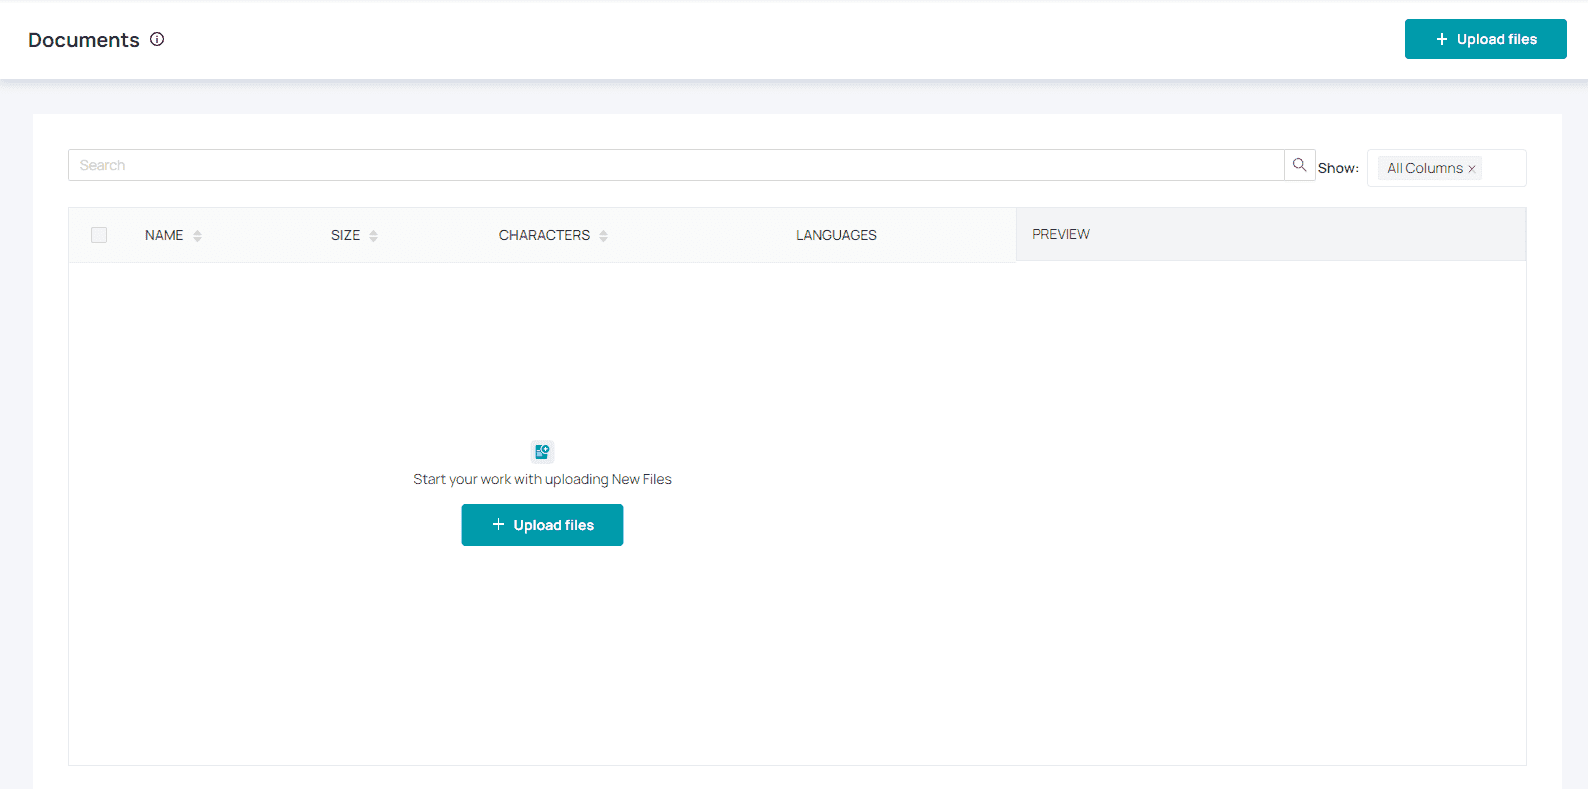 Documents
+ Upload files
Search
Show: All Columns ×
NAME SIZE CHARACTERS LANGUAGES PREVIEW
Start your work with uploading New Files
+ Upload files